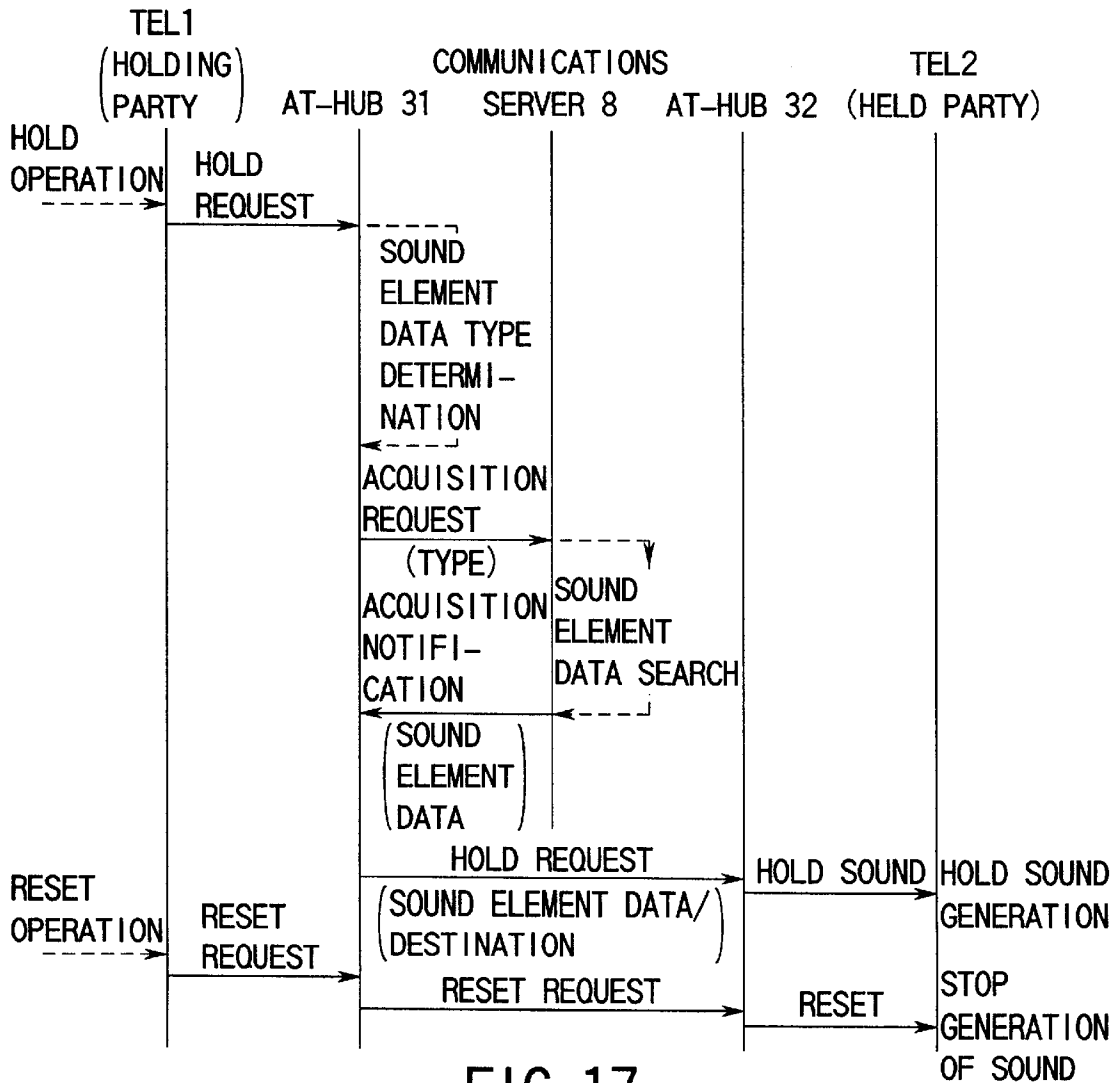 TEL1
(HOLDING
PARTY)
COMMUNICATIONS
SERVER 8
AT-HUB 31
AT-HUB 32
TEL2
(HELD PARTY)
HOLD
OPERATION
HOLD
REQUEST
SOUND
ELEMENT
DATA TYPE
DETERMI-
NATION
ACQUISITION
REQUEST
(TYPE)
ACQUISITION
NOTIFI-
CATION
SOUND
ELEMENT
DATA SEARCH
(SOUND
ELEMENT
DATA)
HOLD REQUEST
(SOUND ELEMENT DATA/
DESTINATION)
HOLD SOUND
HOLD SOUND
GENERATION
RESET
OPERATION
RESET
REQUEST
RESET REQUEST
RESET
STOP
GENERATION
OF SOUND
FIG. 17